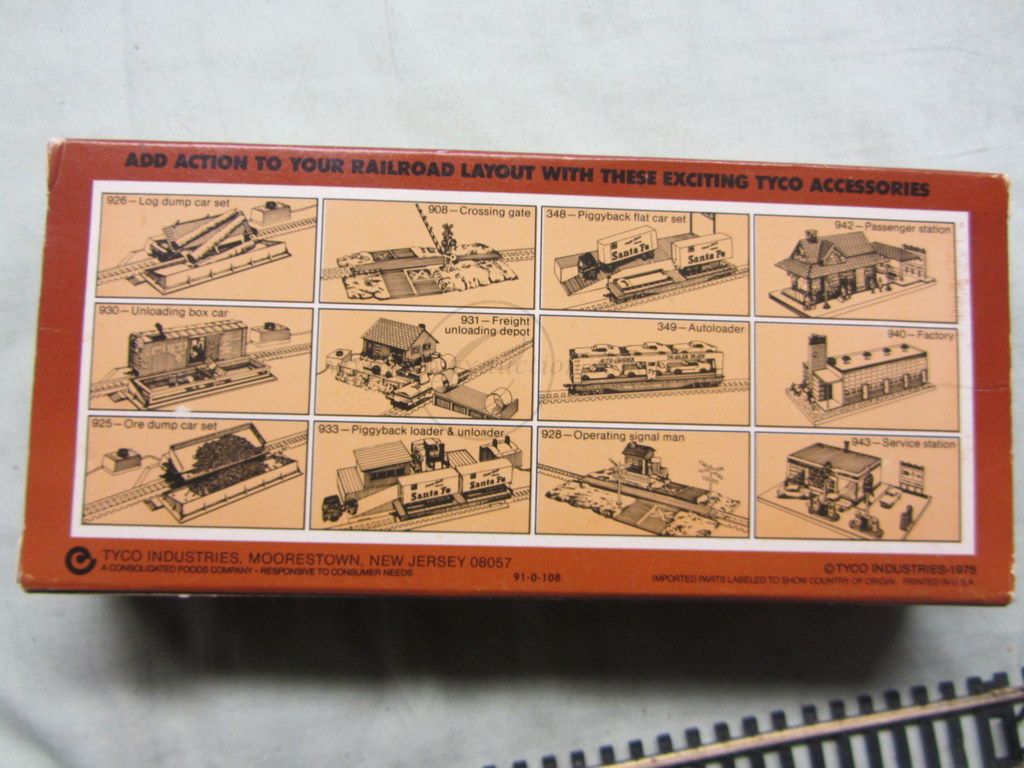 ADD ACTION TO YOUR RAILROAD LAYOUT WITH THESE EXCITING TYCO ACCESSORIES
926–Log dump car set
908–Crossing gate
348–Piggyback flat car set
Santa Fe
Santa Fe
942–Passenger station
930–Unloading box car
931–Freight
unloading depot
349–Autoloader
AUTO LOADER
940–Factory
925–Ore dump car set
933–Piggyback loader & unloader
Santa Fe
Santa Fe
928–Operating signal man
943–Service station
TYCO INDUSTRIES, MOORESTOWN, NEW JERSEY 08057
A CONSOLIDATED FOODS COMPANY - RESPONSIVE TO CONSUMER NEEDS
91-0-108
©TYCO INDUSTRIES-1975
IMPORTED PARTS LABELED TO SHOW COUNTRY OF ORIGIN PRINTED IN U.S.A.